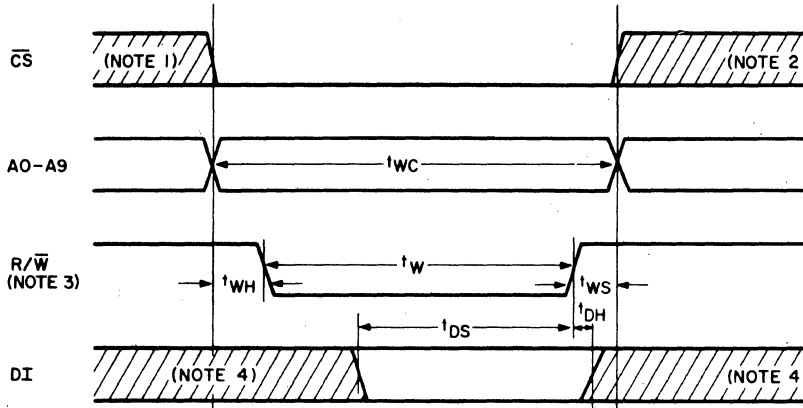 C̅S̅ (NOTE 1) (NOTE 2
A0-A9 tWC
R/W̅ tW
(NOTE 3) tWH tWS
tDH
tDS
DI (NOTE 4) (NOTE 4